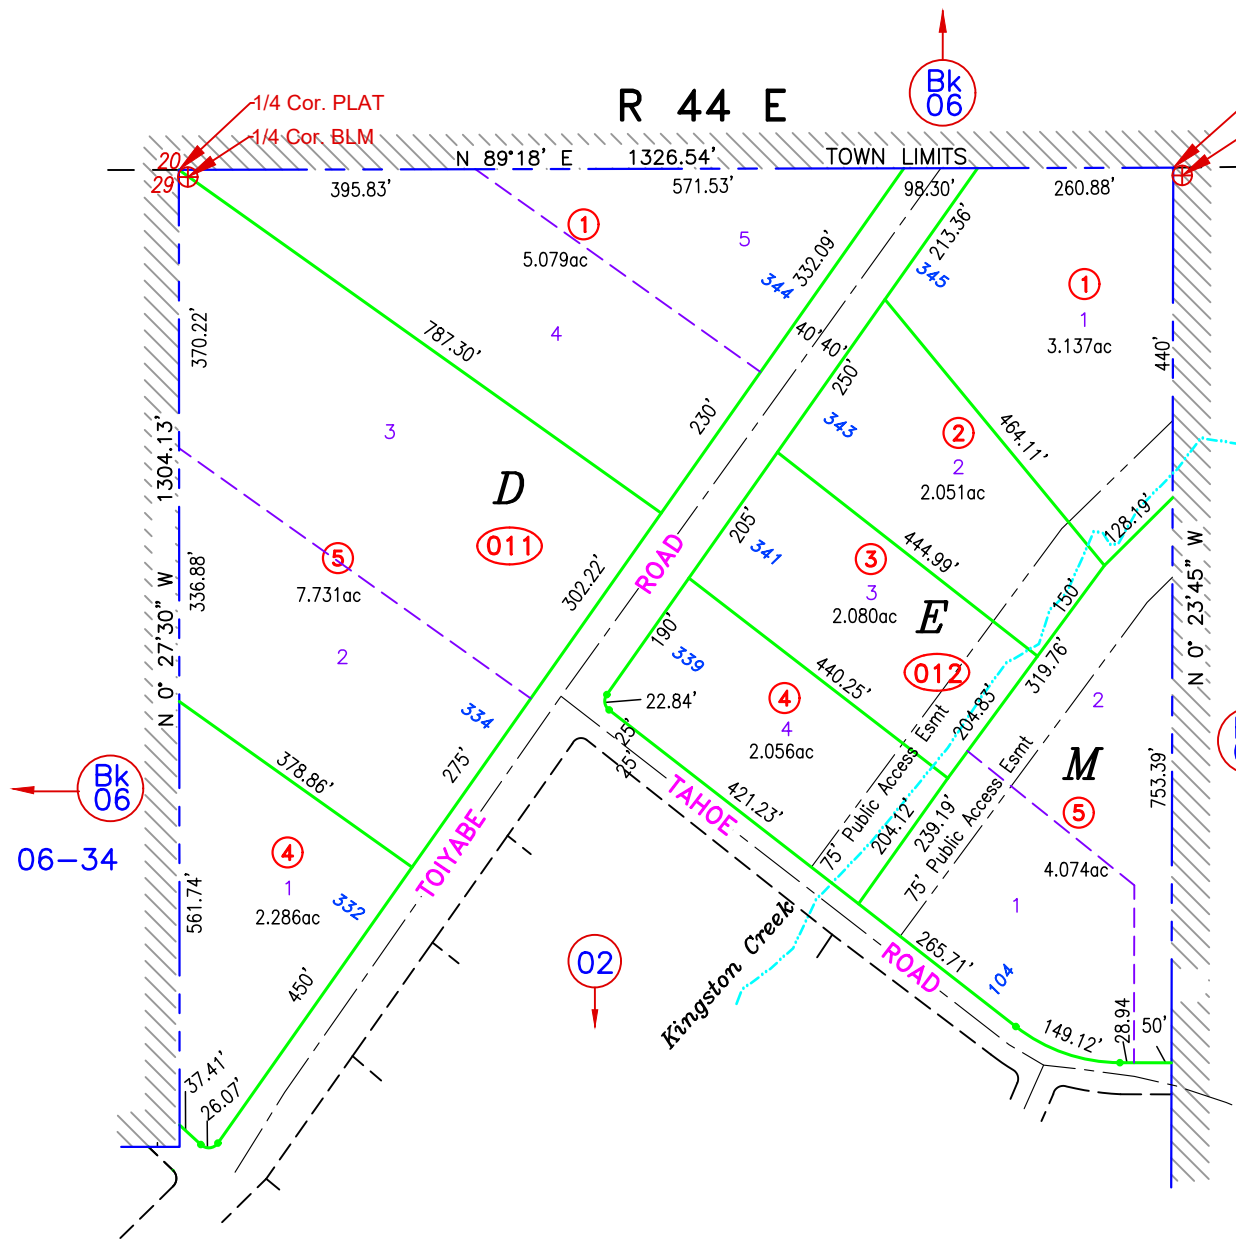 Bk
06
1/4 Cor. PLAT
R 44 E
1/4 Cor. BLM
20
N 89°18' E
1326.54'
TOWN LIMITS
29
395.83'
571.53'
98.30'
260.88'
1
5.079ac
5
332.09'
344
213.36'
345
1
1
3.137ac
440'
370.22'
787.30'
4
40'
40'
250'
230'
343
464.11'
3
2
2
2.051ac
N 0° 27'30" W 1304.13'
D
011
128.19'
205'
341
444.99'
5
7.731ac
336.88'
302.22'
ROAD
3
3
2.080ac
E
012
150'
N 0° 23'45" W
2
190'
339
440.25'
319.76'
334
22.84'
25'
25'
4
4
2.056ac
204.83'
2
378.86'
275'
Bk
06
06-34
TAHOE
421.23'
75' Public Access Esmt
204.12'
239.19'
75' Public Access Esmt
M
5
4.074ac
753.39'
4
1
2.286ac
332
561.74'
TOIYABE
1
450'
02
Kingston Creek
265.71'
ROAD
104
149.12'
28.94
50'
37.41'
26.07'